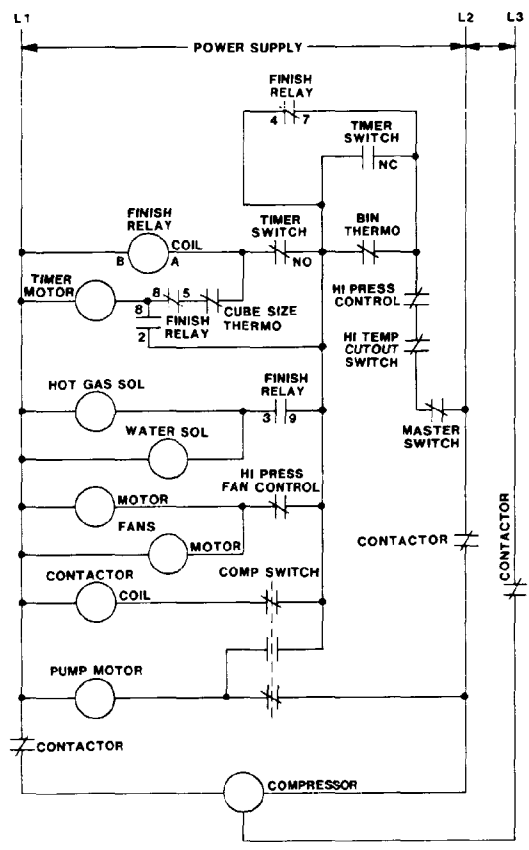 L1
L2
L3
POWER SUPPLY
FINISH
RELAY
4 7
TIMER
SWITCH
NC
FINISH
RELAY
COIL
B A
TIMER
SWITCH
NO
BIN
THERMO
TIMER
MOTOR
8 5
8
2
FINISH
RELAY
CUBE SIZE
THERMO
HI PRESS
CONTROL
HI TEMP
CUTOUT
SWITCH
MASTER
SWITCH
HOT GAS SOL
FINISH
RELAY
3 9
WATER SOL
HI PRESS
FAN CONTROL
MOTOR
FANS
MOTOR
CONTACTOR
CONTACTOR
CONTACTOR
COIL
COMP SWITCH
PUMP MOTOR
CONTACTOR
COMPRESSOR